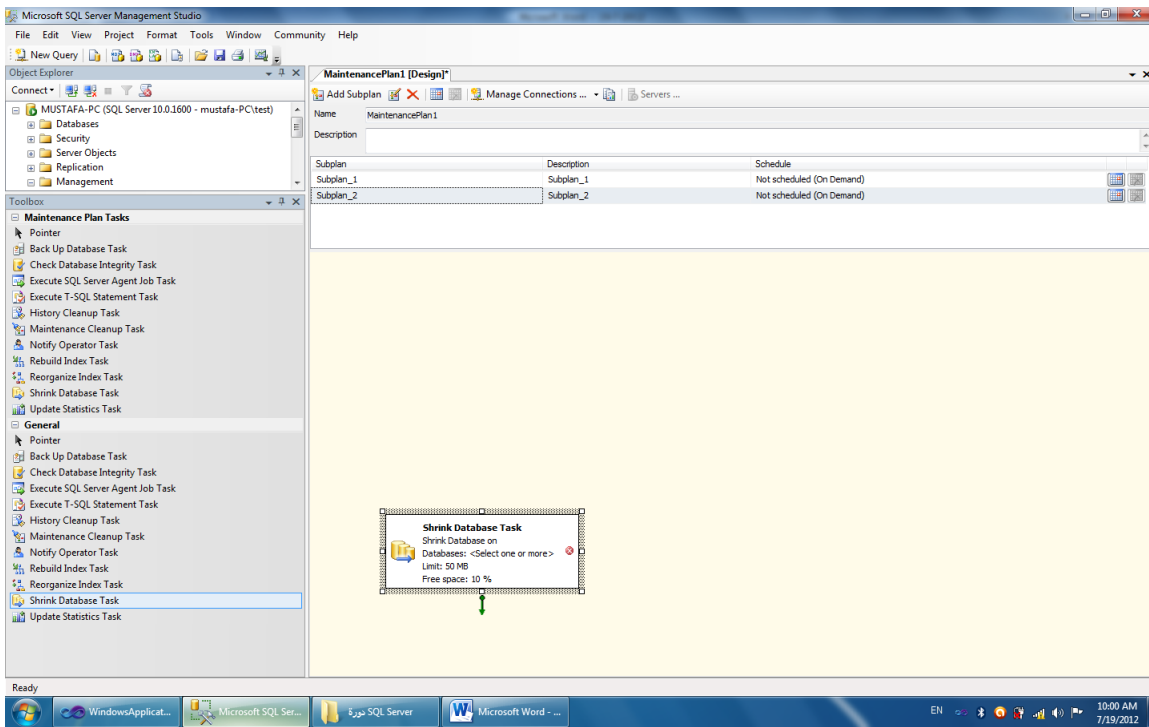 Microsoft SQL Server Management Studio
File Edit View Project Format Tools Window Community Help
New Query
Object Explorer
Connect
MUSTAFA-PC (SQL Server 10.0.1600 - mustafa-PC\test)
Databases
Security
Server Objects
Replication
Management
Toolbox
Maintenance Plan Tasks
Pointer
Back Up Database Task
Check Database Integrity Task
Execute SQL Server Agent Job Task
Execute T-SQL Statement Task
History Cleanup Task
Maintenance Cleanup Task
Notify Operator Task
Rebuild Index Task
Reorganize Index Task
Shrink Database Task
Update Statistics Task
General
Pointer
Back Up Database Task
Check Database Integrity Task
Execute SQL Server Agent Job Task
Execute T-SQL Statement Task
History Cleanup Task
Maintenance Cleanup Task
Notify Operator Task
Rebuild Index Task
Reorganize Index Task
Shrink Database Task
Update Statistics Task
MaintenancePlan1 [Design]*
Add Subplan Manage Connections ... Servers ...
Name MaintenancePlan1
Description
Subplan Description Schedule
Subplan_1 Subplan_1 Not scheduled (On Demand)
Subplan_2 Subplan_2 Not scheduled (On Demand)
Shrink Database Task
Shrink Database on
Databases: <Select one or more>
Limit: 50 MB
Free space: 10 %
Ready
WindowsApplicat... Microsoft SQL Ser... دورة SQL Server Microsoft Word - ... EN 10:00 AM
7/19/2012